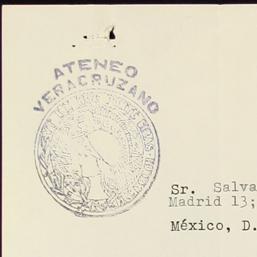 ATENEO
VERACRUZANO
Sr. Salva
Madrid 13;
México, D.